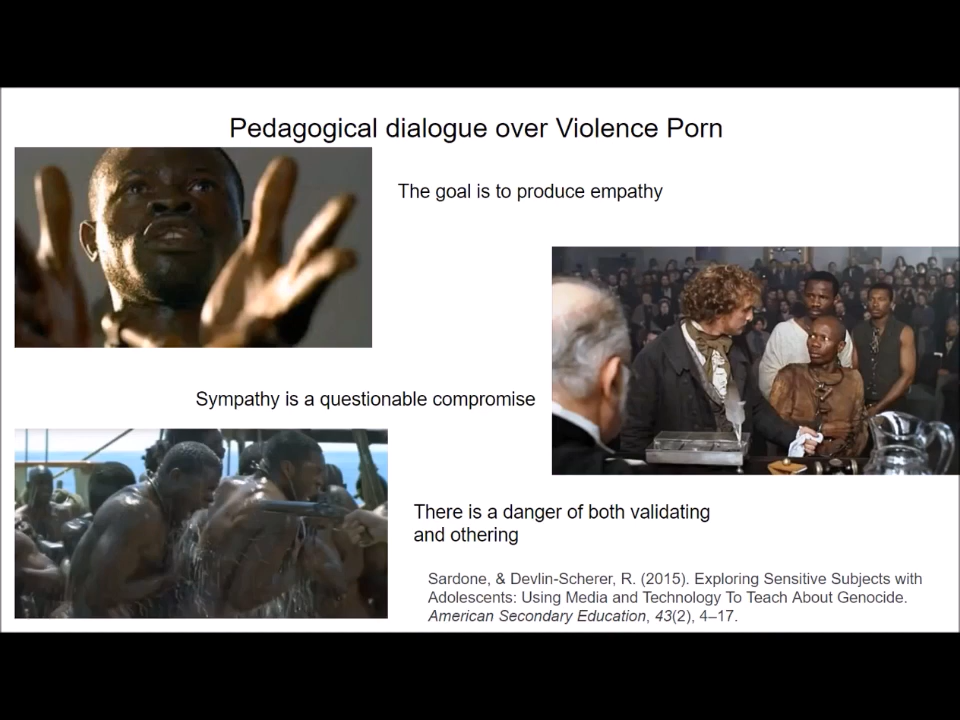 Pedagogical dialogue over Violence Porn
The goal is to produce empathy
Sympathy is a questionable compromise
There is a danger of both validating
and othering
Sardone, & Devlin-Scherer, R. (2015). Exploring Sensitive Subjects with
Adolescents: Using Media and Technology To Teach About Genocide.
American Secondary Education, 43(2), 4–17.